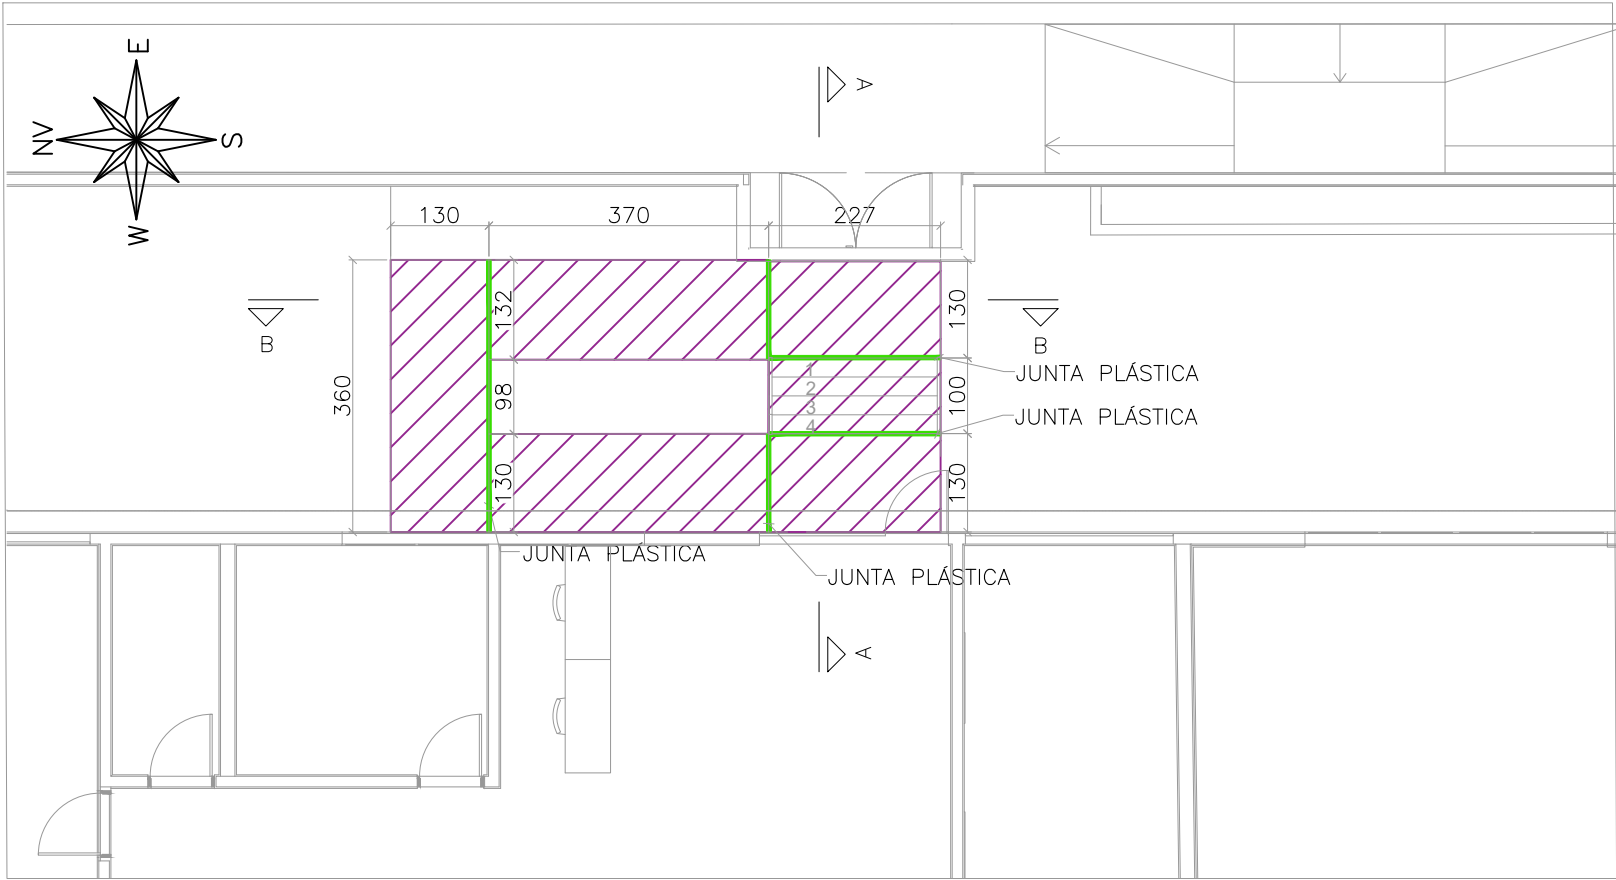 E
NV
S
W
A
130
370
227
132
130
B
B
JUNTA PLÁSTICA
1
2
3
4
360
98
100
JUNTA PLÁSTICA
130
130
JUNTA PLÁSTICA
JUNTA PLÁSTICA
A